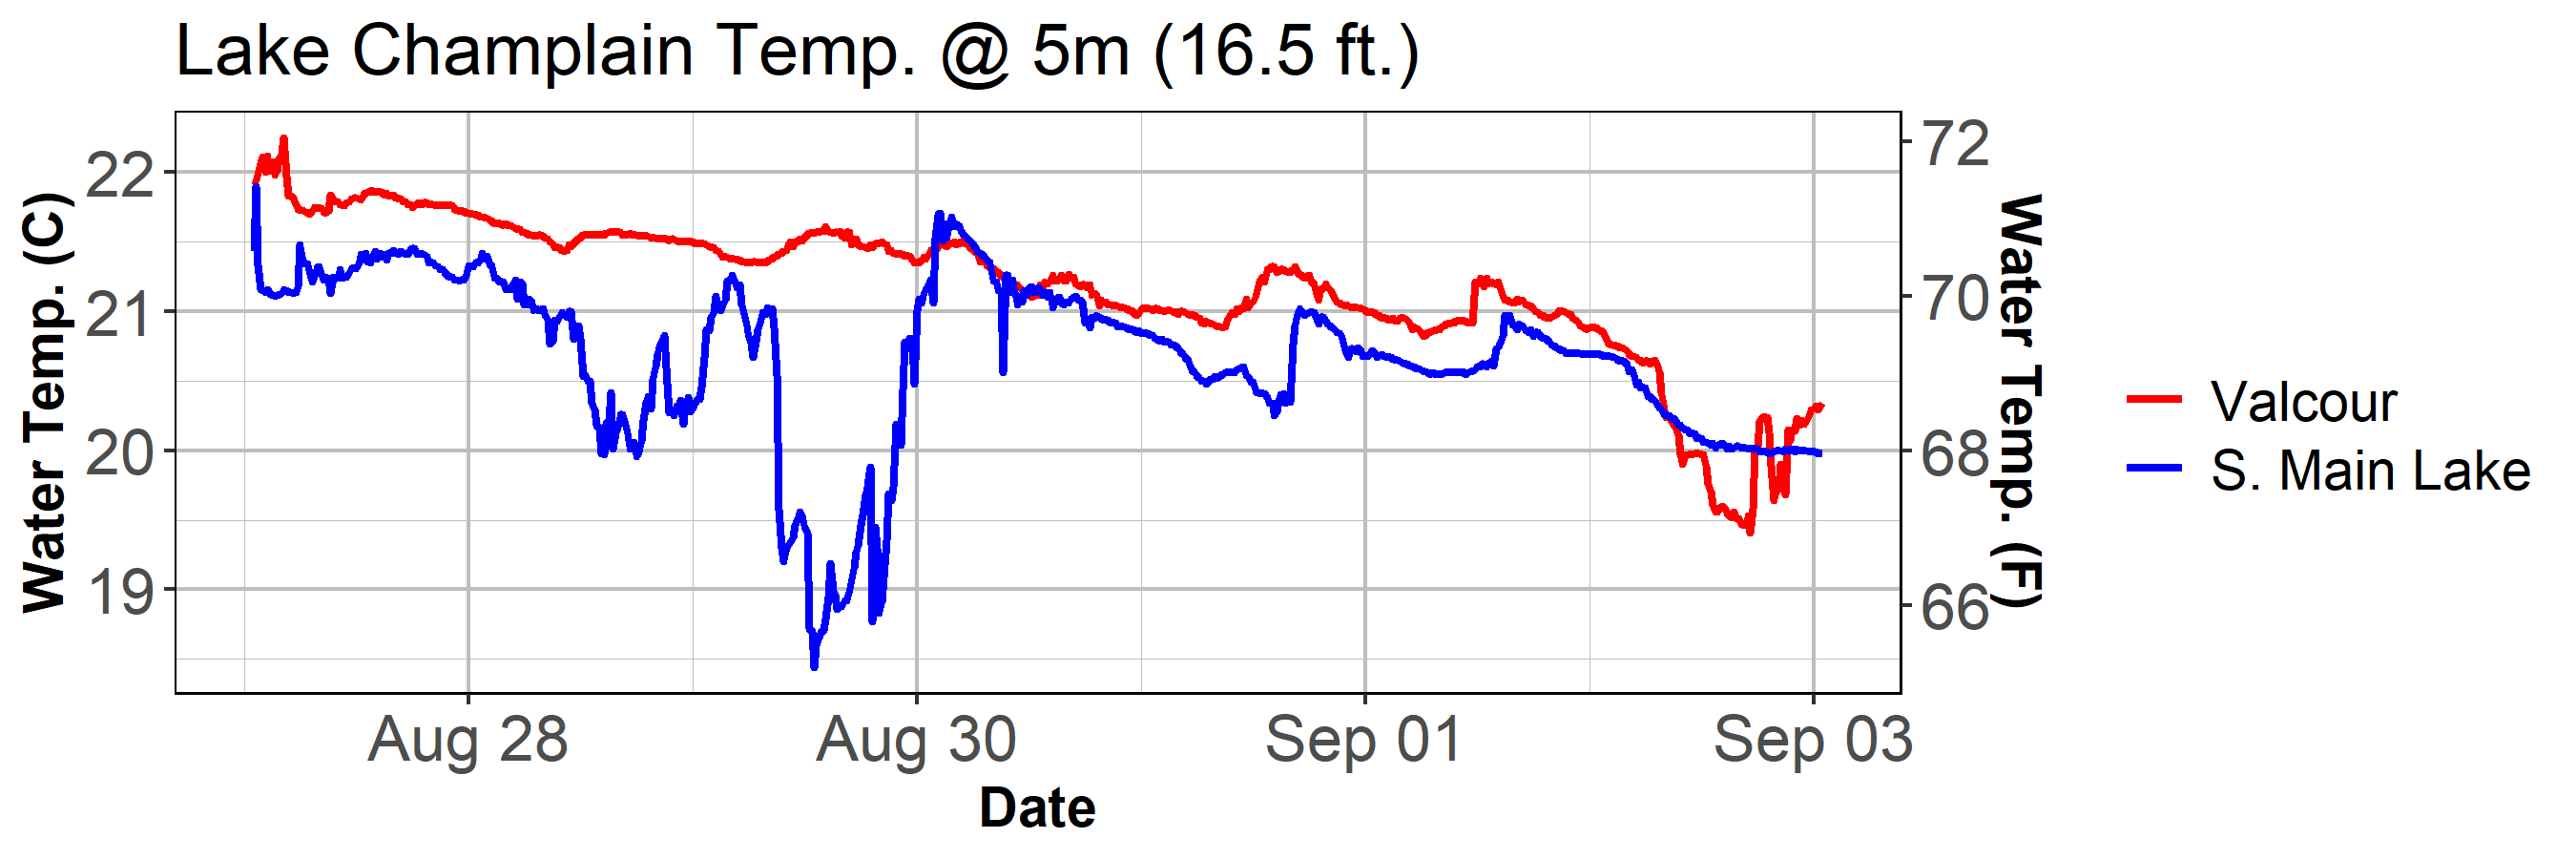 Lake Champlain Temp. @ 5m (16.5 ft.)
Water Temp. (C)
22
21
20
19
72
70
68
66
Water Temp. (F)
Aug 28
Aug 30
Sep 01
Sep 03
Date
Valcour
S. Main Lake